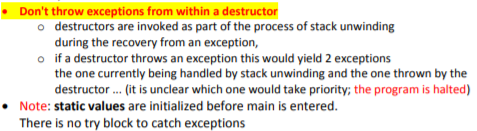 • Don't throw exceptions from within a destructor
o destructors are invoked as part of the process of stack unwinding
during the recovery from an exception,
o if a destructor throws an exception this would yield 2 exceptions
the one currently being handled by stack unwinding and the one thrown by the
destructor ... (it is unclear which one would take priority; the program is halted)
• Note: static values are initialized before main is entered.
There is no try block to catch exceptions